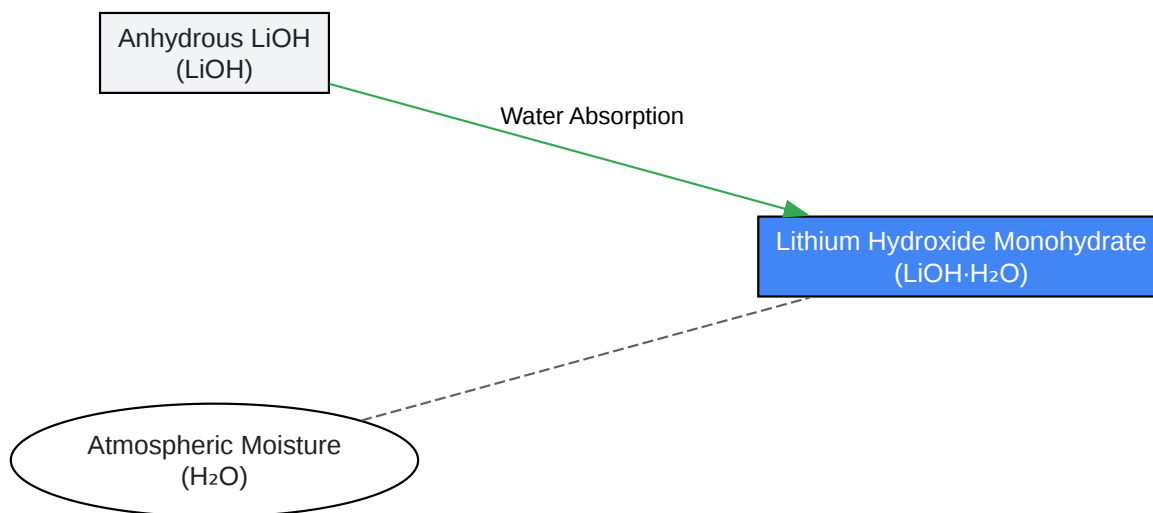 Anhydrous LiOH
(LiOH)
Water Absorption
Lithium Hydroxide Monohydrate
(LiOH·H₂O)
Atmospheric Moisture
(H₂O)